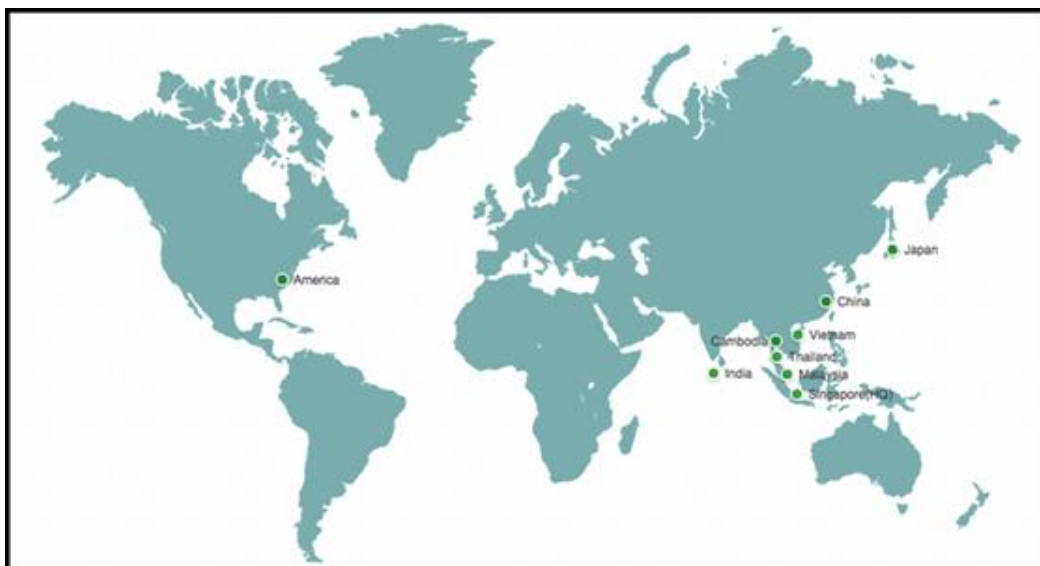 Japan
America
China
Vietnam
Cambodia
Thailand
India
Malaysia
Singapore(HQ)